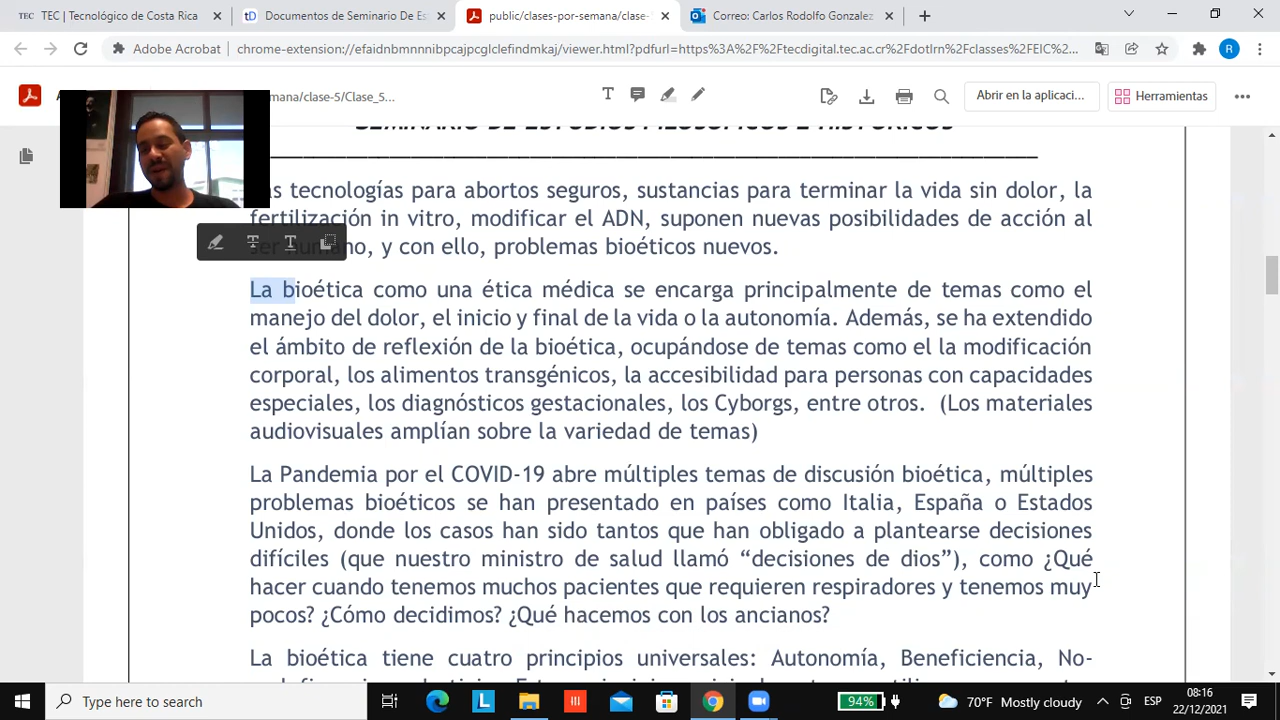 TEC | Tecnológico de Costa Rica
Documentos de Seminario De Es
public/clases-por-semana/clase-
Correo: Carlos Rodolfo Gonzalez
Adobe Acrobat | chrome-extension://efaidnbmnnnibpcajpcglclefindmkaj/viewer.html?pdfurl=https%3A%2F%2Ftecdigital.tec.ac.cr%2Fdotlrn%2Fclasses%2FEIC%2F...
R
mana/clase-5/Clase_5...
Abrir en la aplicaci...
Herramientas
SEMINARIO DE ESTUDIOS FILOSÓFICOS E HISTÓRICOS
as tecnologías para abortos seguros, sustancias para terminar la vida sin dolor, la
fertilización in vitro, modificar el ADN, suponen nuevas posibilidades de acción al
ser humano, y con ello, problemas bioéticos nuevos.
La bioética como una ética médica se encarga principalmente de temas como el
manejo del dolor, el inicio y final de la vida o la autonomía. Además, se ha extendido
el ámbito de reflexión de la bioética, ocupándose de temas como el la modificación
corporal, los alimentos transgénicos, la accesibilidad para personas con capacidades
especiales, los diagnósticos gestacionales, los Cyborgs, entre otros. (Los materiales
audiovisuales amplían sobre la variedad de temas)
La Pandemia por el COVID-19 abre múltiples temas de discusión bioética, múltiples
problemas bioéticos se han presentado en países como Italia, España o Estados
Unidos, donde los casos han sido tantos que han obligado a plantearse decisiones
difíciles (que nuestro ministro de salud llamó “decisiones de dios”), como ¿Qué
hacer cuando tenemos muchos pacientes que requieren respiradores y tenemos muy
pocos? ¿Cómo decidimos? ¿Qué hacemos con los ancianos?
La bioética tiene cuatro principios universales: Autonomía, Beneficiencia, No-
Type here to search
94%
70°F Mostly cloudy
ESP
08:16
22/12/2021